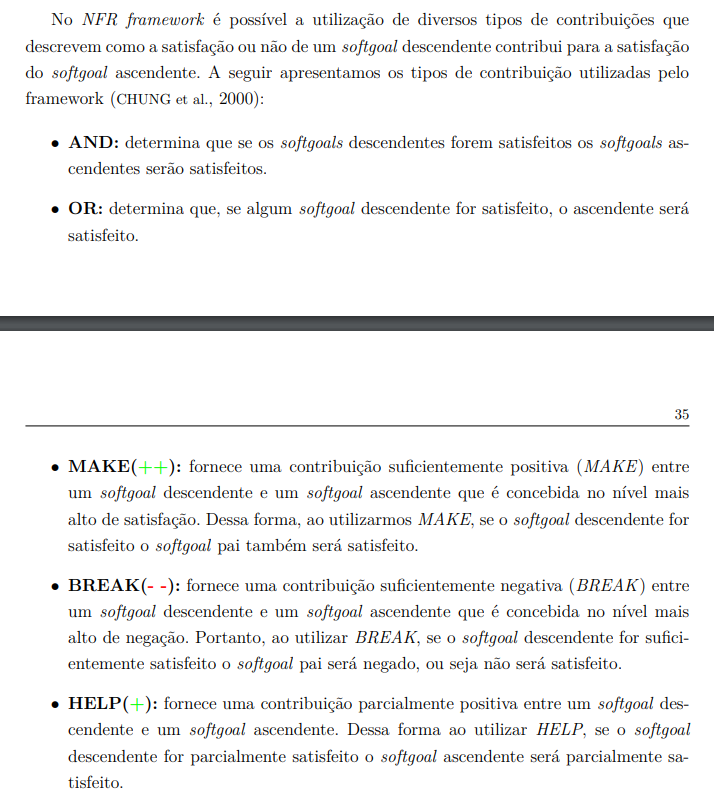 No NFR framework é possível a utilização de diversos tipos de contribuições que
descrevem como a satisfação ou não de um softgoal descendente contribui para a satisfação
do softgoal ascendente. A seguir apresentamos os tipos de contribuição utilizadas pelo
framework (CHUNG et al., 2000):
• AND: determina que se os softgoals descendentes forem satisfeitos os softgoals as-
cendentes serão satisfeitos.
• OR: determina que, se algum softgoal descendente for satisfeito, o ascendente será
satisfeito.
35
• MAKE(++): fornece uma contribuição suficientemente positiva (MAKE) entre
um softgoal descendente e um softgoal ascendente que é concebida no nível mais
alto de satisfação. Dessa forma, ao utilizarmos MAKE, se o softgoal descendente for
satisfeito o softgoal pai também será satisfeito.
• BREAK(- -): fornece uma contribuição suficientemente negativa (BREAK) entre
um softgoal descendente e um softgoal ascendente que é concebida no nível mais
alto de negação. Portanto, ao utilizar BREAK, se o softgoal descendente for sufici-
entemente satisfeito o softgoal pai será negado, ou seja não será satisfeito.
• HELP(+): fornece uma contribuição parcialmente positiva entre um softgoal des-
cendente e um softgoal ascendente. Dessa forma ao utilizar HELP, se o softgoal
descendente for parcialmente satisfeito o softgoal ascendente será parcialmente sa-
tisfeito.